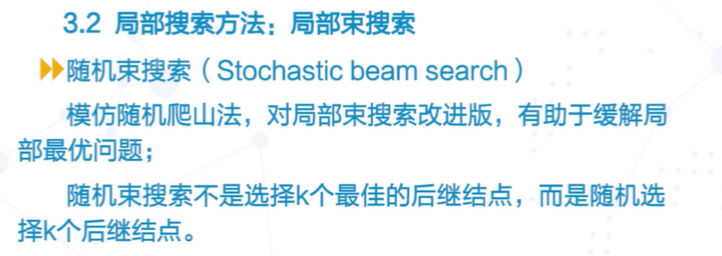 3.2 局部搜索方法：局部束搜索
随机束搜索（Stochastic beam search）
模仿随机爬山法，对局部束搜索改进版，有助于缓解局
部最优问题；
随机束搜索不是选择k个最佳的后继结点，而是随机选
择k个后继结点。